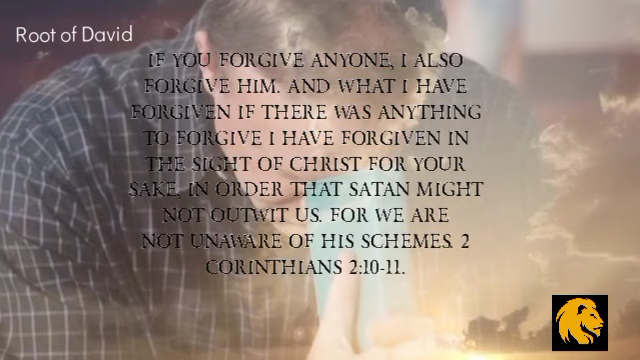 Root of David
IF YOU FORGIVE ANYONE, I ALSO
FORGIVE HIM. AND WHAT I HAVE
FORGIVEN IF THERE WAS ANYTHING
TO FORGIVE I HAVE FORGIVEN IN
THE SIGHT OF CHRIST FOR YOUR
SAKE, IN ORDER THAT SATAN MIGHT
NOT OUTWIT US. FOR WE ARE
NOT UNAWARE OF HIS SCHEMES. 2
CORINTHIANS 2:10-11.